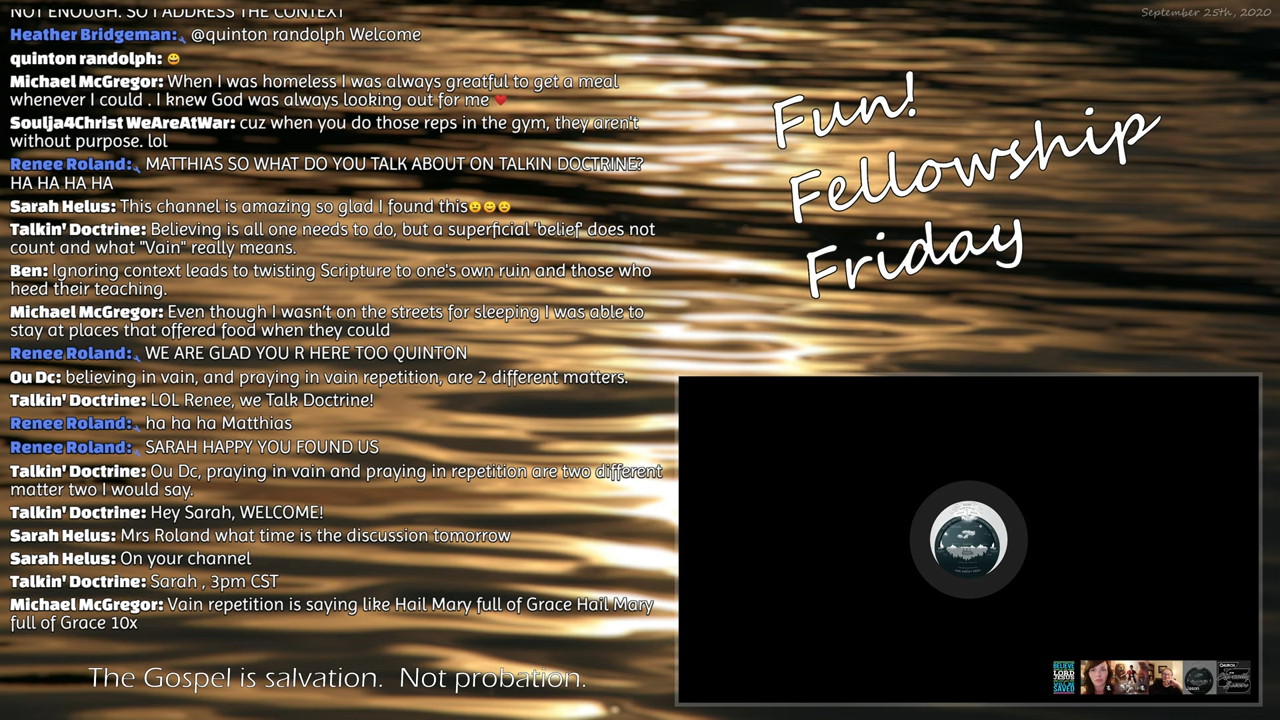 NOT ENOUGH. SO I ADDRESS THE CONTEXT
Heather Bridgeman: @quinton randolph Welcome
quinton randolph: 😀
Michael McGregor: When I was homeless I was always greatful to get a meal
whenever I could . I knew God was always looking out for me ❤
Soulja4Christ WeAreAtWar: cuz when you do those reps in the gym, they aren't
without purpose. lol
Renee Roland: MATTHIAS SO WHAT DO YOU TALK ABOUT ON TALKIN DOCTRINE?
HA HA HA HA
Sarah Helus: This channel is amazing so glad I found this
Talkin' Doctrine: Believing is all one needs to do, but a superficial 'belief' does not
count and what "Vain" really means.
Ben: Ignoring context leads to twisting Scripture to one's own ruin and those who
heed their teaching.
Michael McGregor: Even though I wasn't on the streets for sleeping I was able to
stay at places that offered food when they could
Renee Roland: WE ARE GLAD YOU R HERE TOO QUINTON
Ou Dc: believing in vain, and praying in vain repetition, are 2 different matters.
Talkin' Doctrine: LOL Renee, we Talk Doctrine!
Renee Roland: ha ha ha Matthias
Renee Roland: SARAH HAPPY YOU FOUND US
Talkin' Doctrine: Ou Dc, praying in vain and praying in repetition are two different
matter two I would say.
Talkin' Doctrine: Hey Sarah, WELCOME!
Sarah Helus: Mrs Roland what time is the discussion tomorrow
Sarah Helus: On your channel
Talkin' Doctrine: Sarah , 3pm CST
Michael McGregor: Vain repetition is saying like Hail Mary full of Grace Hail Mary
full of Grace 10x
The Gospel is salvation. Not probation.
September 25th, 2020
Fun!
Fellowship
Friday
BELIEVE
LORD
JESUS
SAVED
Jason
CHURCH